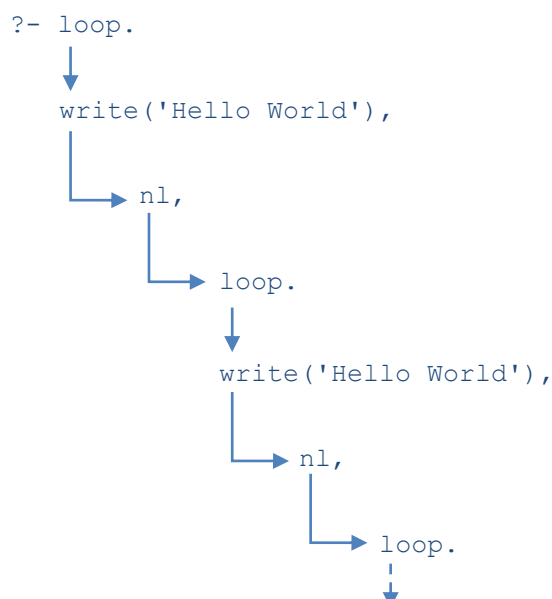 ?- loop.
write('Hello World'),
nl,
loop.
write('Hello World'),
nl,
loop.